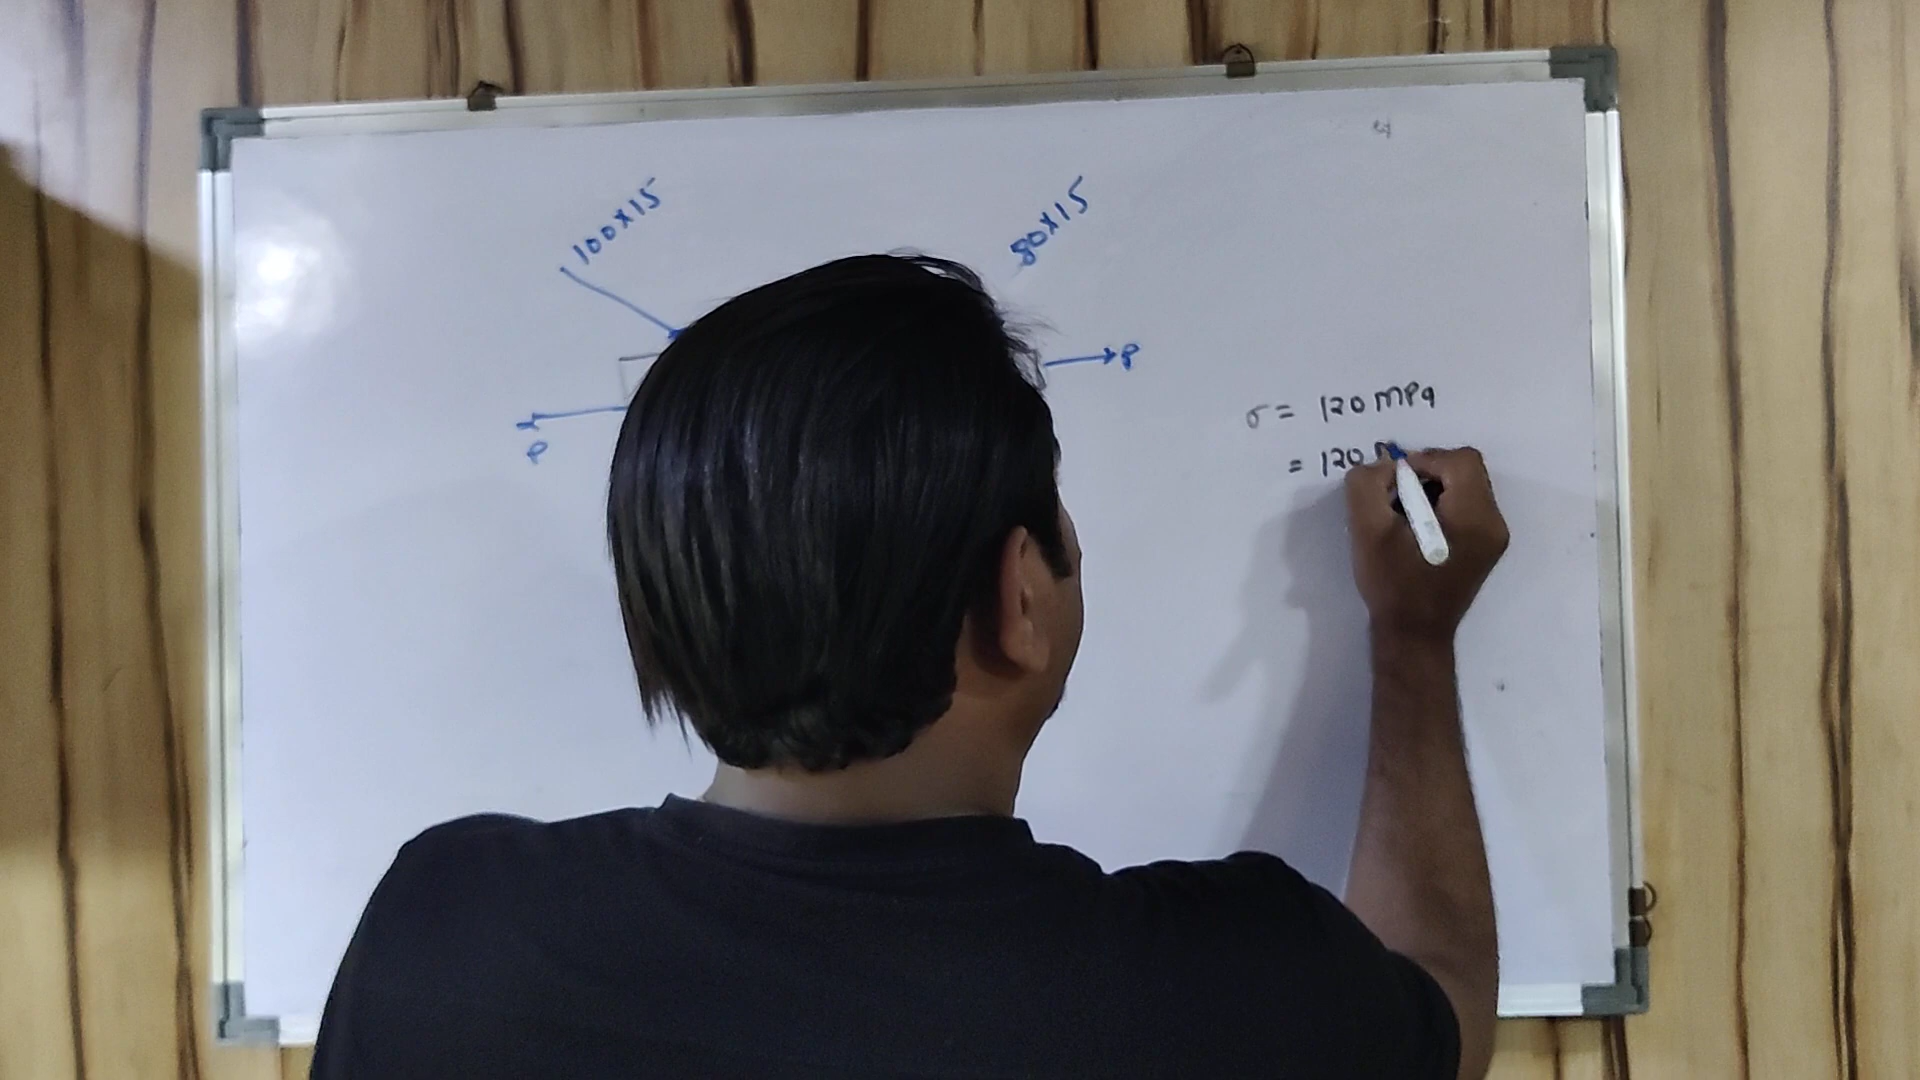 100x15
80x15
P
P
σ = 120 MPa
= 120